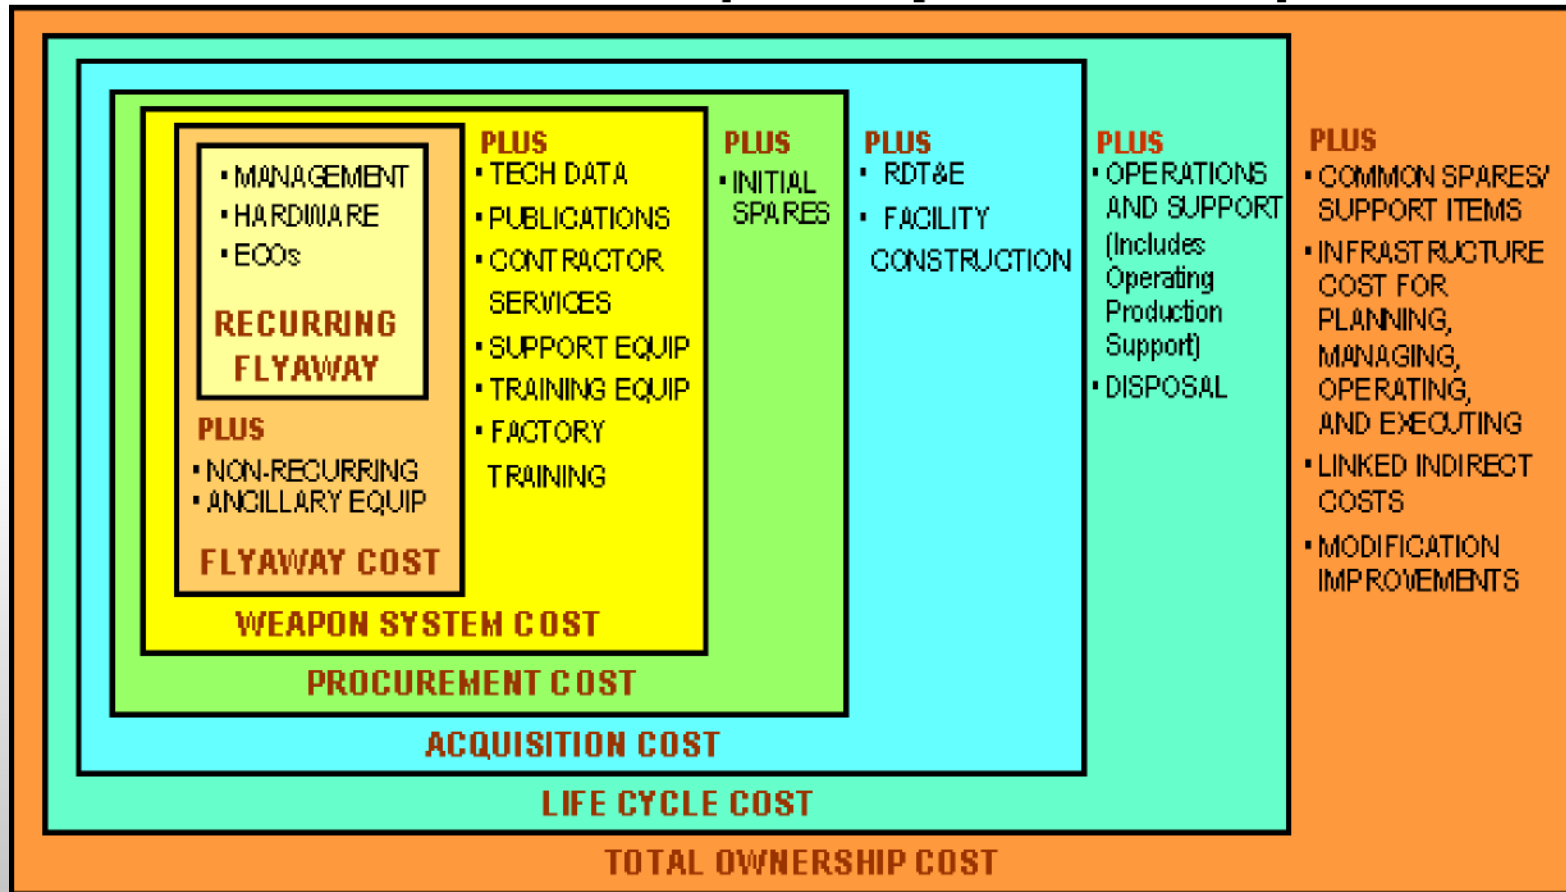 ▪ MANAGEMENT
▪ HARDWARE
▪ ECOs
RECURRING
FLYAWAY
PLUS
▪ NON-RECURRING
▪ ANCILLARY EQUIP
FLYAWAY COST
PLUS
▪ TECH DATA
▪ PUBLICATIONS
▪ CONTRACTOR
SERVICES
▪ SUPPORT EQUIP
▪ TRAINING EQUIP
▪ FACTORY
TRAINING
WEAPON SYSTEM COST
PLUS
▪ INITIAL
SPARES
PROCUREMENT COST
PLUS
▪ RDT&E
▪ FACILITY
CONSTRUCTION
ACQUISITION COST
PLUS
▪ OPERATIONS
AND SUPPORT
(Includes
Operating
Production
Support)
▪ DISPOSAL
LIFE CYCLE COST
PLUS
▪ COMMON SPARES/
SUPPORT ITEMS
▪ INFRASTRUCTURE
COST FOR
PLANNING,
MANAGING,
OPERATING,
AND EXECUTING
▪ LINKED INDIRECT
COSTS
▪ MODIFICATION
IMPROVEMENTS
TOTAL OWNERSHIP COST